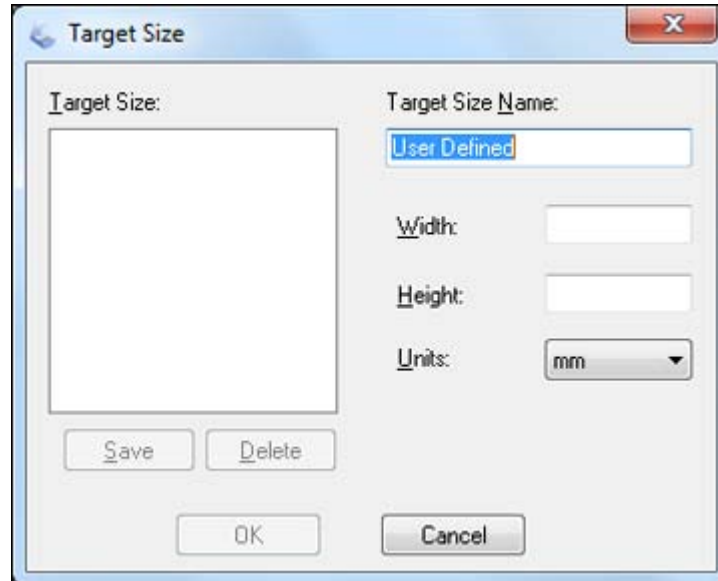 Target Size
Target Size:
Target Size Name:
User Defined
Width:
Height:
Units:
mm
Save
Delete
OK
Cancel